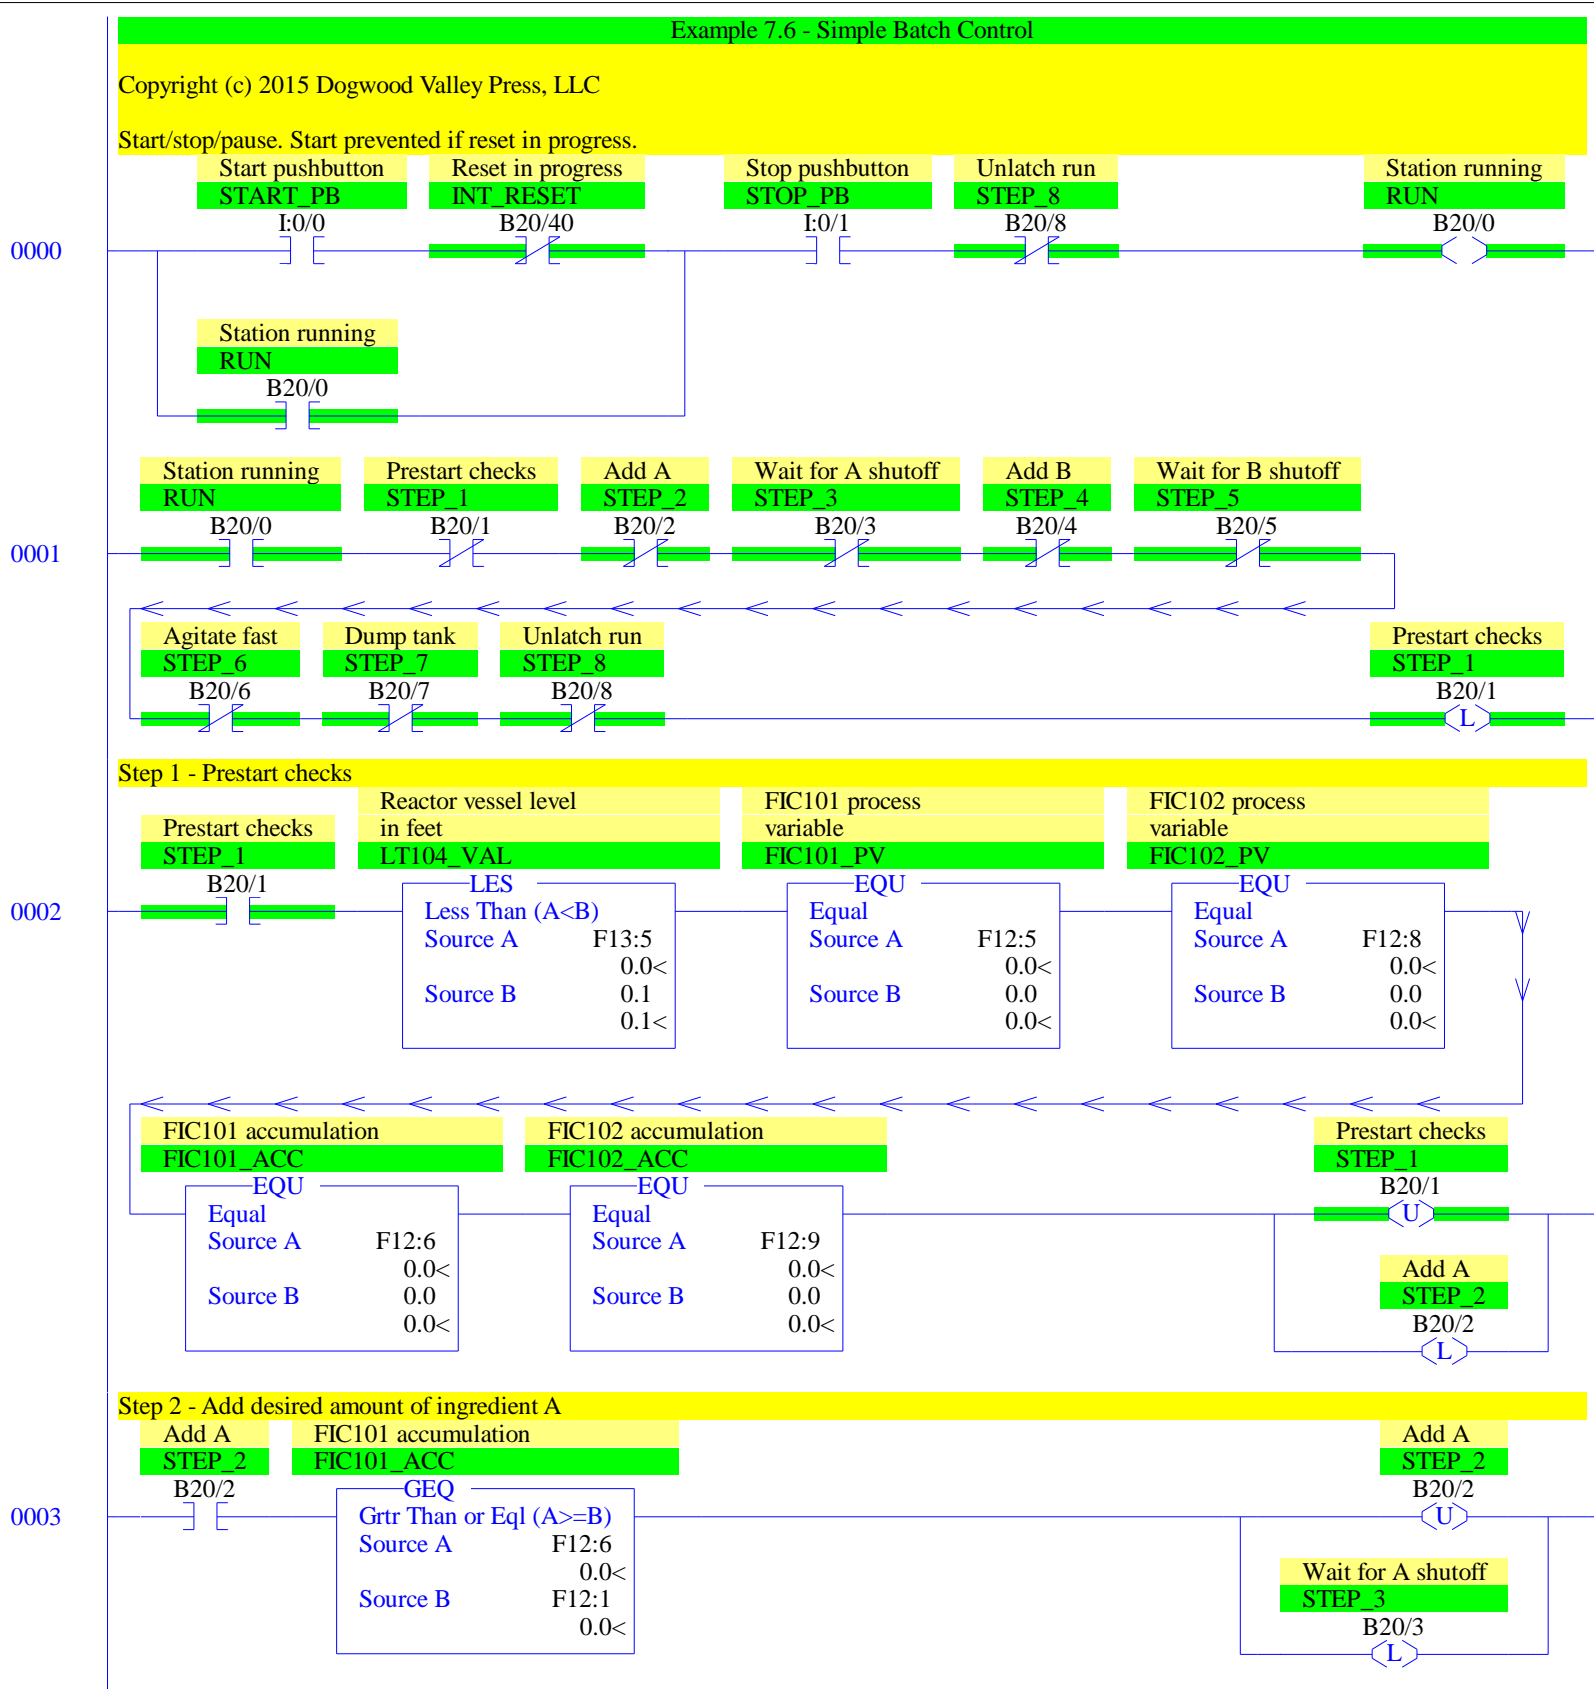 Example 7.6 - Simple Batch Control
Copyright (c) 2015 Dogwood Valley Press, LLC
Start/stop/pause. Start prevented if reset in progress.
Start pushbutton Reset in progress Stop pushbutton Unlatch run Station running
START_PB INT_RESET STOP_PB STEP_8 RUN
I:0/0 B20/40 I:0/1 B20/8 B20/0
0000
Station running
RUN
B20/0
Station running Prestart checks Add A Wait for A shutoff Add B Wait for B shutoff
RUN STEP_1 STEP_2 STEP_3 STEP_4 STEP_5
B20/0 B20/1 B20/2 B20/3 B20/4 B20/5
0001
Agitate fast Dump tank Unlatch run Prestart checks
STEP_6 STEP_7 STEP_8 STEP_1
B20/6 B20/7 B20/8 B20/1
L
Step 1 - Prestart checks
Reactor vessel level FIC101 process FIC102 process
Prestart checks in feet variable variable
STEP_1 LT104_VAL FIC101_PV FIC102_PV
B20/1 LES EQU EQU
0002 Less Than (A<B) Equal Equal
Source A F13:5 Source A F12:5 Source A F12:8
0.0< 0.0< 0.0<
Source B 0.1 Source B 0.0 Source B 0.0
0.1< 0.0< 0.0<
FIC101 accumulation FIC102 accumulation Prestart checks
FIC101_ACC FIC102_ACC STEP_1
EQU EQU B20/1
Equal Equal U
Source A F12:6 Source A F12:9
0.0< 0.0< Add A
Source B 0.0 Source B 0.0 STEP_2
0.0< 0.0< B20/2
L
Step 2 - Add desired amount of ingredient A
Add A FIC101 accumulation Add A
STEP_2 FIC101_ACC STEP_2
B20/2 GEQ B20/2
0003 Grtr Than or Eql (A>=B) U
Source A F12:6
0.0< Wait for A shutoff
Source B F12:1 STEP_3
0.0< B20/3
L